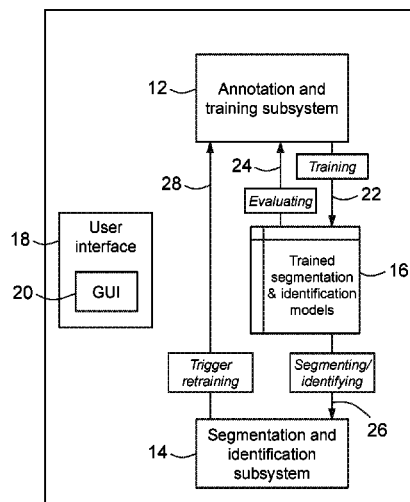 12
Annotation and
training subsystem
24
Training
28
22
Evaluating
18
User
interface
20
GUI
Trained
segmentation
& identification
models
16
Trigger
retraining
Segmenting/
identifying
14
Segmentation and
identification
subsystem
26